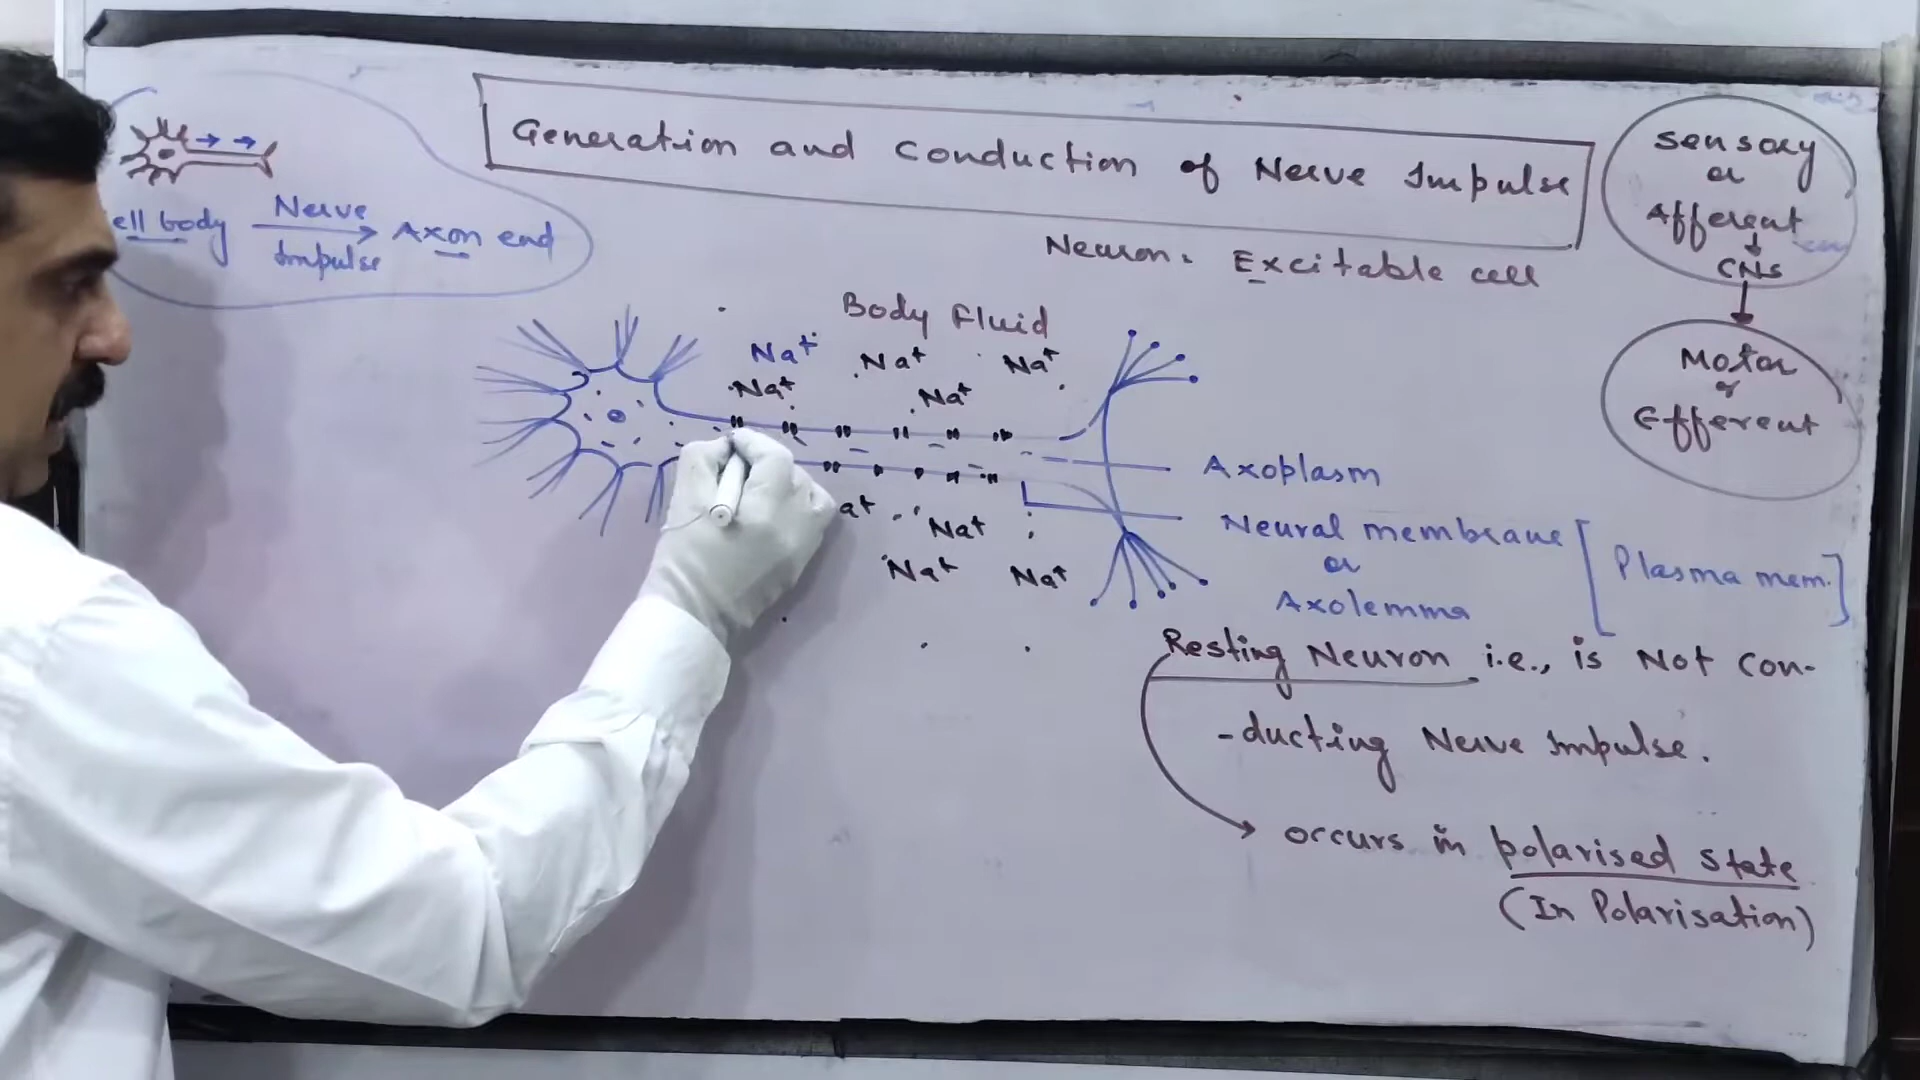 Generation and Conduction of Nerve Impulse
Neuron: Excitable cell
ell body Nerve Impulse Axon end
Sensory
or
Afferent
CNS
Motor
or
Efferent
Body Fluid
Na+ Na+ Na+
Na+ Na+
Axoplasm
a+ Na+
Na+ Na+
Neural membrane
or
Axolemma
[Plasma mem.]
Resting Neuron i.e., is Not con-
-ducting Nerve Impulse.
occurs in polarised state
(In Polarisation)